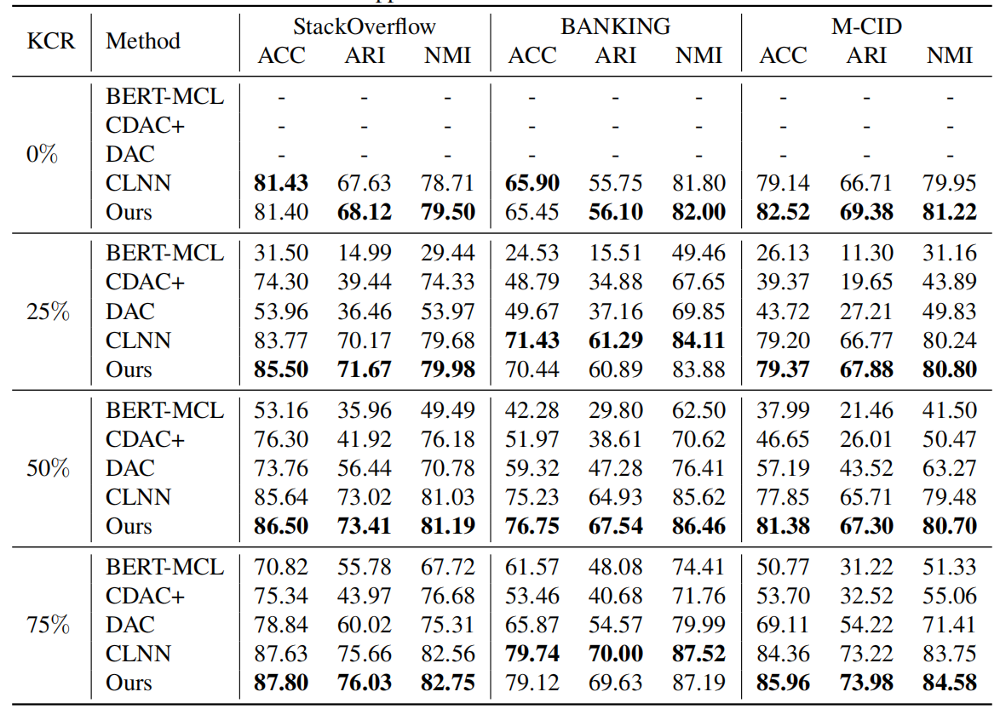 StackOverflow BANKING M-CID
KCR Method
ACC ARI NMI ACC ARI NMI ACC ARI NMI
BERT-MCL - - - - - - - - -
CDAC+ - - - - - - - - -
0% DAC - - - - - - - - -
CLNN 81.43 67.63 78.71 65.90 55.75 81.80 79.14 66.71 79.95
Ours 81.40 68.12 79.50 65.45 56.10 82.00 82.52 69.38 81.22
BERT-MCL 31.50 14.99 29.44 24.53 15.51 49.46 26.13 11.30 31.16
CDAC+ 74.30 39.44 74.33 48.79 34.88 67.65 39.37 19.65 43.89
25% DAC 53.96 36.46 53.97 49.67 37.16 69.85 43.72 27.21 49.83
CLNN 83.77 70.17 79.68 71.43 61.29 84.11 79.20 66.77 80.24
Ours 85.50 71.67 79.98 70.44 60.89 83.88 79.37 67.88 80.80
BERT-MCL 53.16 35.96 49.49 42.28 29.80 62.50 37.99 21.46 41.50
CDAC+ 76.30 41.92 76.18 51.97 38.61 70.62 46.65 26.01 50.47
50% DAC 73.76 56.44 70.78 59.32 47.28 76.41 57.19 43.52 63.27
CLNN 85.64 73.02 81.03 75.23 64.93 85.62 77.85 65.71 79.48
Ours 86.50 73.41 81.19 76.75 67.54 86.46 81.38 67.30 80.70
BERT-MCL 70.82 55.78 67.72 61.57 48.08 74.41 50.77 31.22 51.33
CDAC+ 75.34 43.97 76.68 53.46 40.68 71.76 53.70 32.52 55.06
75% DAC 78.84 60.02 75.31 65.87 54.57 79.99 69.11 54.22 71.41
CLNN 87.63 75.66 82.56 79.74 70.00 87.52 84.36 73.22 83.75
Ours 87.80 76.03 82.75 79.12 69.63 87.19 85.96 73.98 84.58